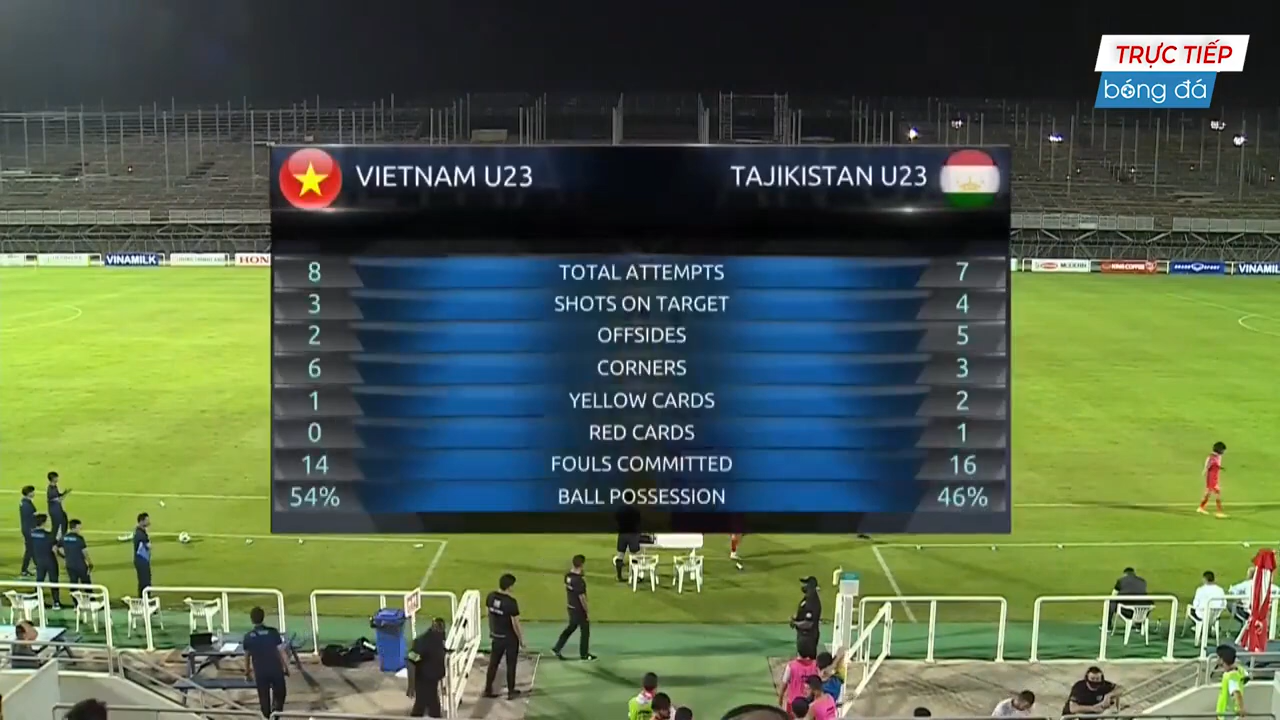 TRỰC TIẾP
bóng đá
VIETNAM U23 TAJIKISTAN U23
8 TOTAL ATTEMPTS 7
3 SHOTS ON TARGET 4
2 OFFSIDES 5
6 CORNERS 3
1 YELLOW CARDS 2
0 RED CARDS 1
14 FOULS COMMITTED 16
54% BALL POSSESSION 46%
VINAMILK
HON
VINAMIL